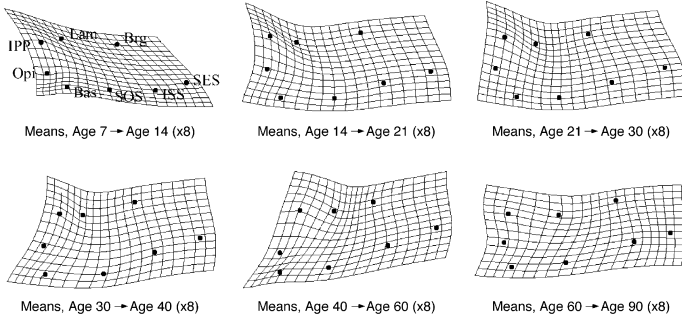 Lam
Brg
IPP
Opi
SES
Bas
SOS
ISS
Means, Age 7 → Age 14 (x8)
Means, Age 14 → Age 21 (x8)
Means, Age 21 → Age 30 (x8)
Means, Age 30 → Age 40 (x8)
Means, Age 40 → Age 60 (x8)
Means, Age 60 → Age 90 (x8)